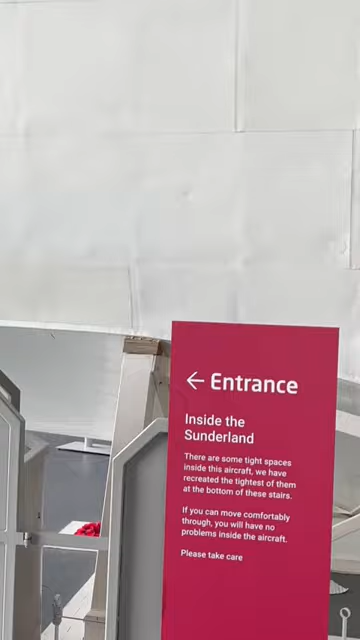 ← Entrance
Inside the
Sunderland
There are some tight spaces
inside this aircraft, we have
recreated the tightest of them
at the bottom of these stairs.
If you can move comfortably
through, you will have no
problems inside the aircraft.
Please take care